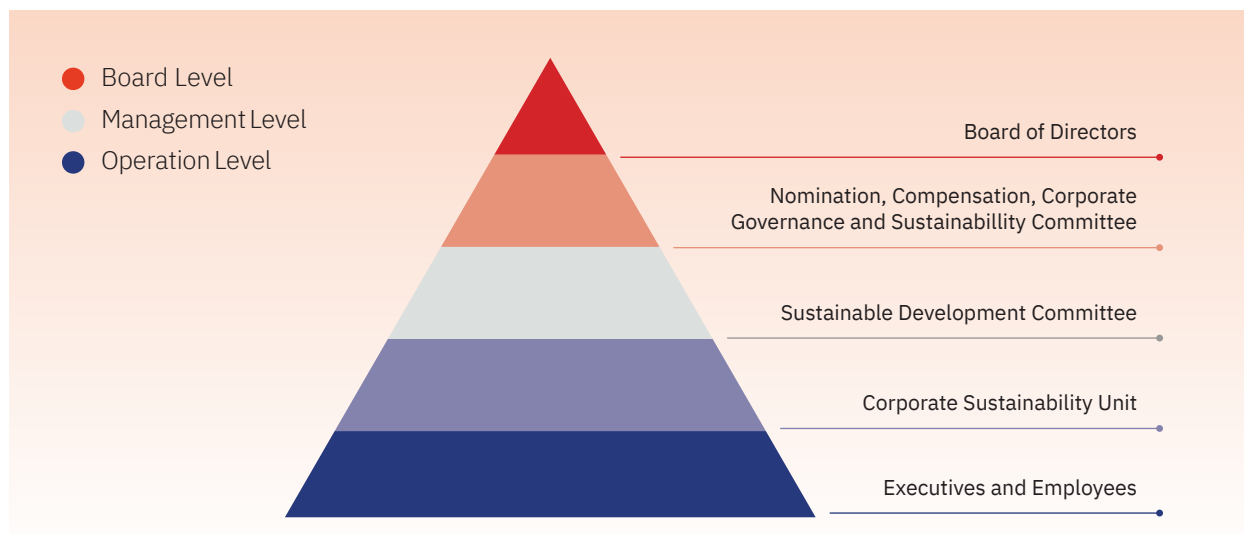 Board Level
Management Level
Operation Level
Board of Directors
Nomination, Compensation, Corporate
Governance and Sustainabillity Committee
Sustainable Development Committee
Corporate Sustainability Unit
Executives and Employees